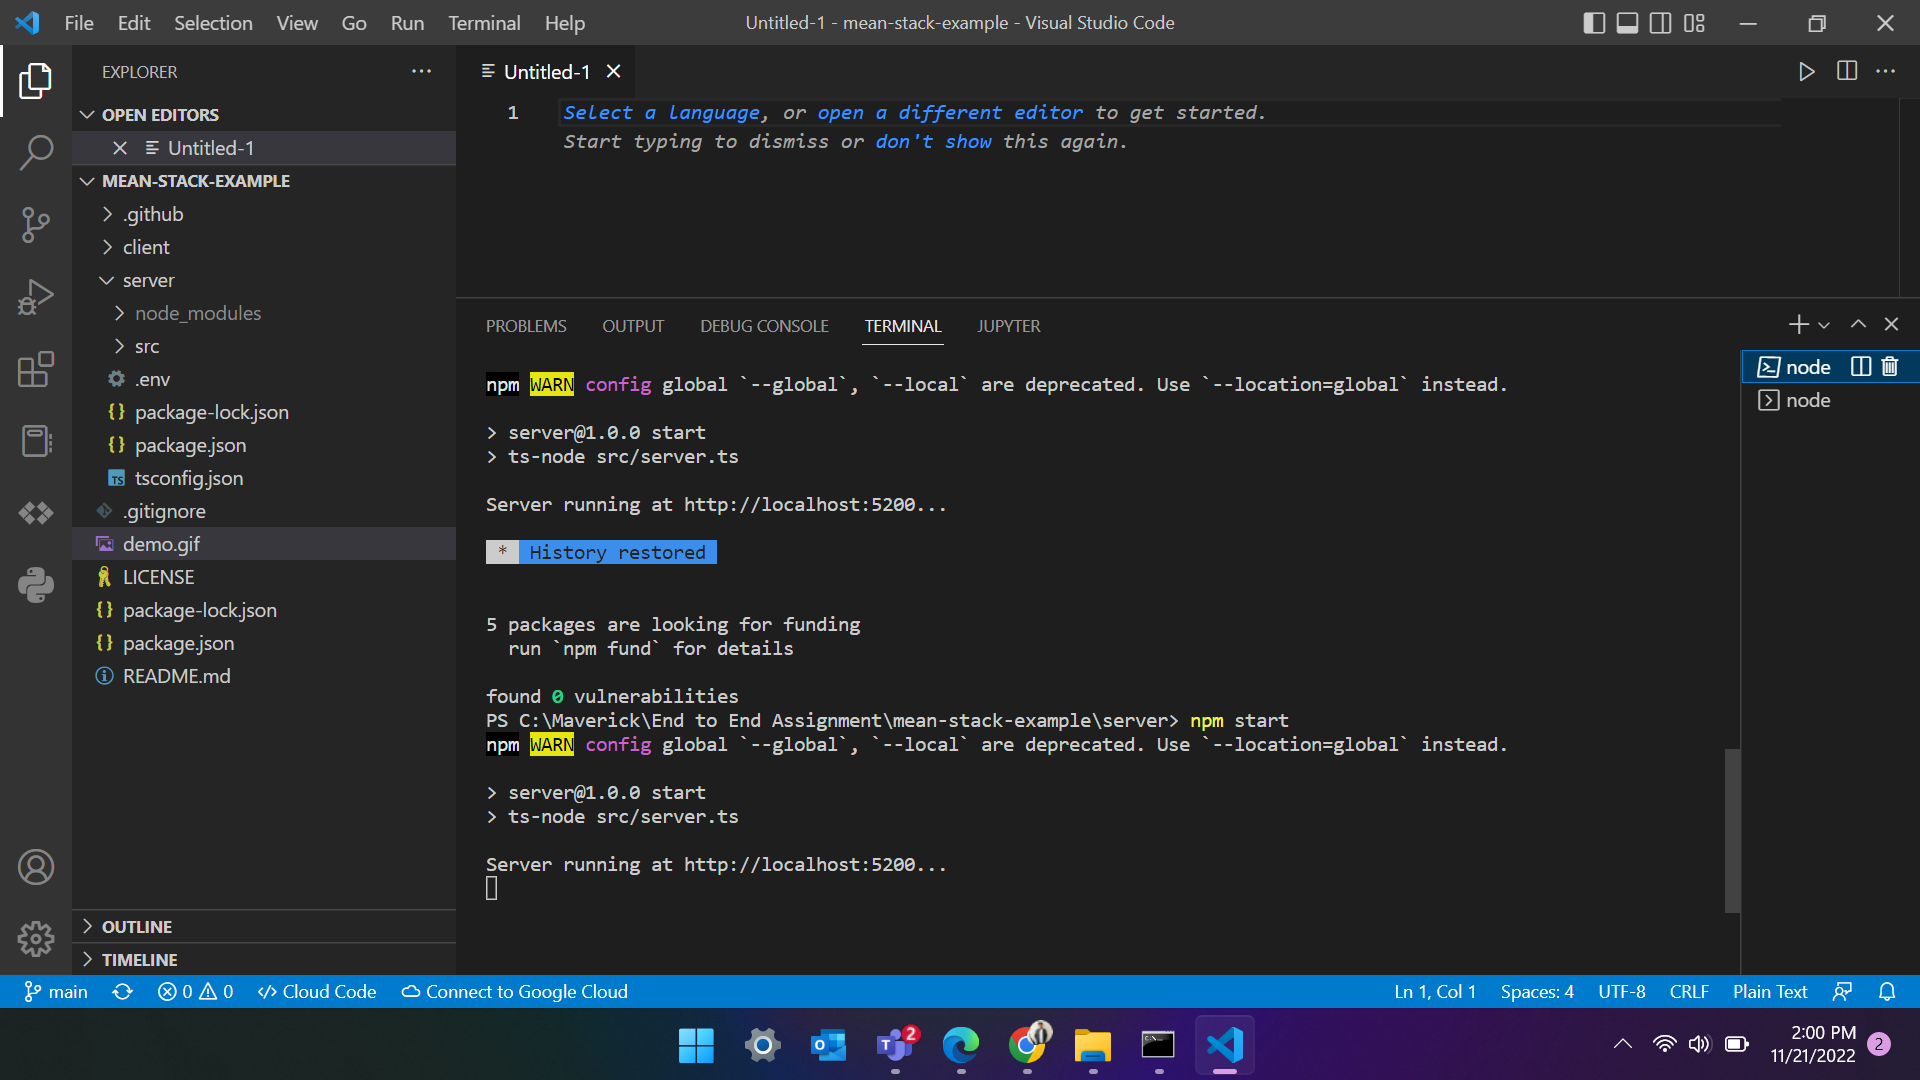 File Edit Selection View Go Run Terminal Help
Untitled-1 - mean-stack-example - Visual Studio Code
EXPLORER
OPEN EDITORS
Untitled-1
MEAN-STACK-EXAMPLE
.github
client
server
node_modules
src
.env
package-lock.json
package.json
TS tsconfig.json
.gitignore
demo.gif
LICENSE
package-lock.json
package.json
README.md
OUTLINE
TIMELINE
Untitled-1
1 Select a language, or open a different editor to get started.
Start typing to dismiss or don't show this again.
PROBLEMS OUTPUT DEBUG CONSOLE TERMINAL JUPYTER
npm WARN config global `--global`, `--local` are deprecated. Use `--location=global` instead.
> server@1.0.0 start
> ts-node src/server.ts
Server running at http://localhost:5200...
* History restored
5 packages are looking for funding
run `npm fund` for details
found 0 vulnerabilities
PS C:\Maverick\End to End Assignment\mean-stack-example\server> npm start
npm WARN config global `--global`, `--local` are deprecated. Use `--location=global` instead.
> server@1.0.0 start
> ts-node src/server.ts
Server running at http://localhost:5200...
node
node
main 0 0 Cloud Code Connect to Google Cloud
Ln 1, Col 1 Spaces: 4 UTF-8 CRLF Plain Text
2
2:00 PM
11/21/2022
2